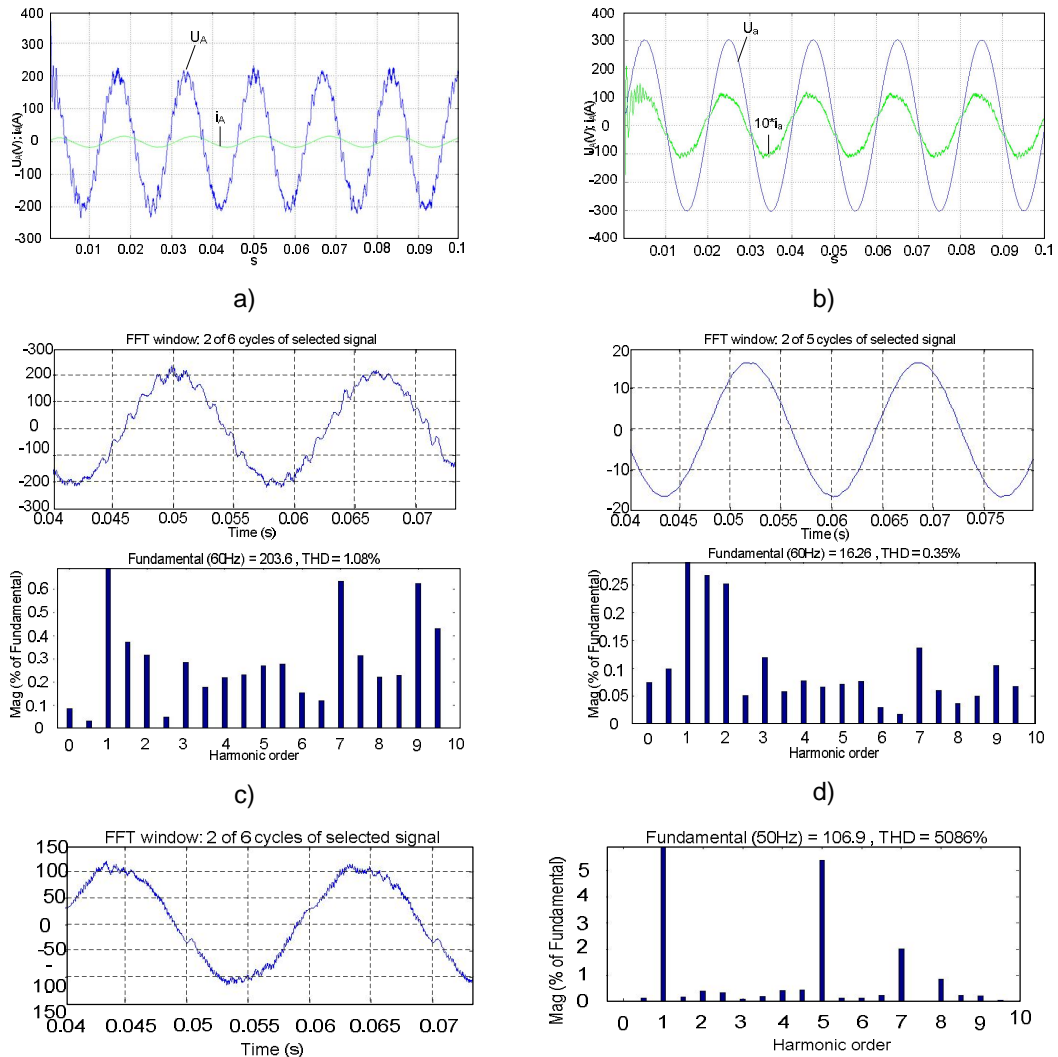 U_A(V); i_A(A)
300
200
100
0
-100
-200
-300
U_A
i_A
0.01 0.02 0.03 0.04 0.05 0.06 0.07 0.08 0.09 0.1
s
a)
400
300
200
100
0
-100
-200
-300
-400
U_a
10*i_a
0.01 0.02 0.03 0.04 0.05 0.06 0.07 0.08 0.09 0.1
s
b)
FFT window: 2 of 6 cycles of selected signal
-300
200
100
0
-100
-200
-300
0.04 0.045 0.05 0.055 0.06 0.065 0.07
Time (s)
Fundamental (60Hz) = 203.6 , THD = 1.08%
Mag (% of Fundamental)
0.6
0.5
0.4
0.3
0.2
0.1
0
0 1 2 3 4 5 6 7 8 9 10
Harmonic order
c)
FFT window: 2 of 5 cycles of selected signal
20
10
0
-10
-20
0.04 0.045 0.05 0.055 0.06 0.065 0.07 0.075
Time (s)
Fundamental (60Hz) = 16.26 , THD = 0.35%
Mag (% of Fundamental)
0.25
0.2
0.15
0.1
0.05
0
0 1 2 3 4 5 6 7 8 9 10
Harmonic order
d)
FFT window: 2 of 6 cycles of selected signal
150
100
50
0
-50
-
100
150
0.04 0.045 0.05 0.055 0.06 0.065 0.07
Time (s)
Fundamental (50Hz) = 106.9 , THD = 5086%
Mag (% of Fundamental)
5
4
3
2
1
0
0 1 2 3 4 5 6 7 8 9 10
Harmonic order